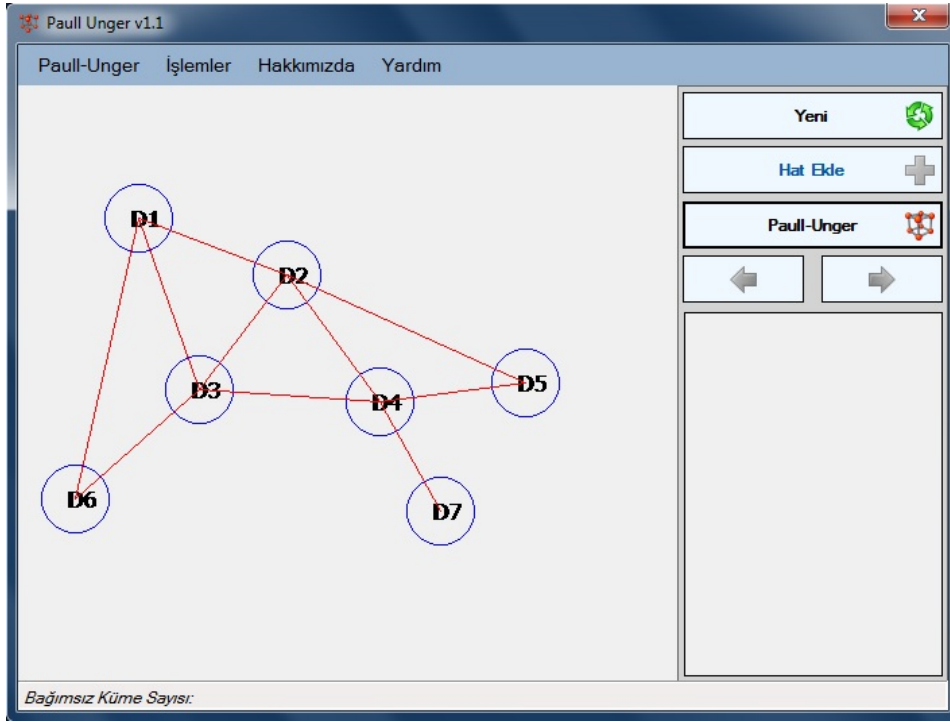 Paull Unger v1.1
Paull-Unger İşlemler Hakkımızda Yardım
Yeni
Hat Ekle
Paull-Unger
D1
D2
D3
D4
D5
D6
D7
Bağımsız Küme Sayısı: